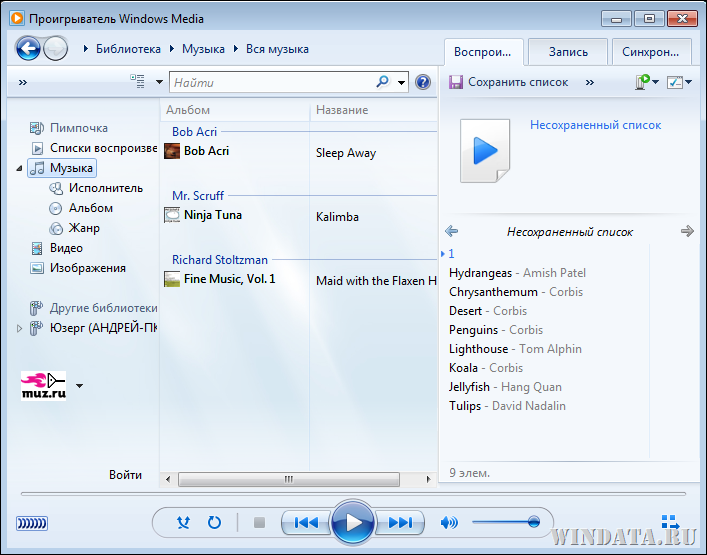 Проигрыватель Windows Media
Библиотека Музыка Вся музыка
Воспрои... Запись Синхрон...
» Найти
Сохранить список »
Альбом Название
Несохраненный список
Пимпочка
Списки воспроизве
Музыка
Исполнитель
Альбом
Жанр
Видео
Изображения
Другие библиотеки
Юзерг (АНДРЕЙ-ПК
muz.ru
Войти
Bob Acri
Bob Acri Sleep Away
Mr. Scruff
Ninja Tuna Kalimba
Richard Stoltzman
Fine Music, Vol. 1 Maid with the Flaxen H
Несохраненный список
1
Hydrangeas - Amish Patel
Chrysanthemum - Corbis
Desert - Corbis
Penguins - Corbis
Lighthouse - Tom Alphin
Koala - Corbis
Jellyfish - Hang Quan
Tulips - David Nadalin
9 элем.
WINDATA.RU